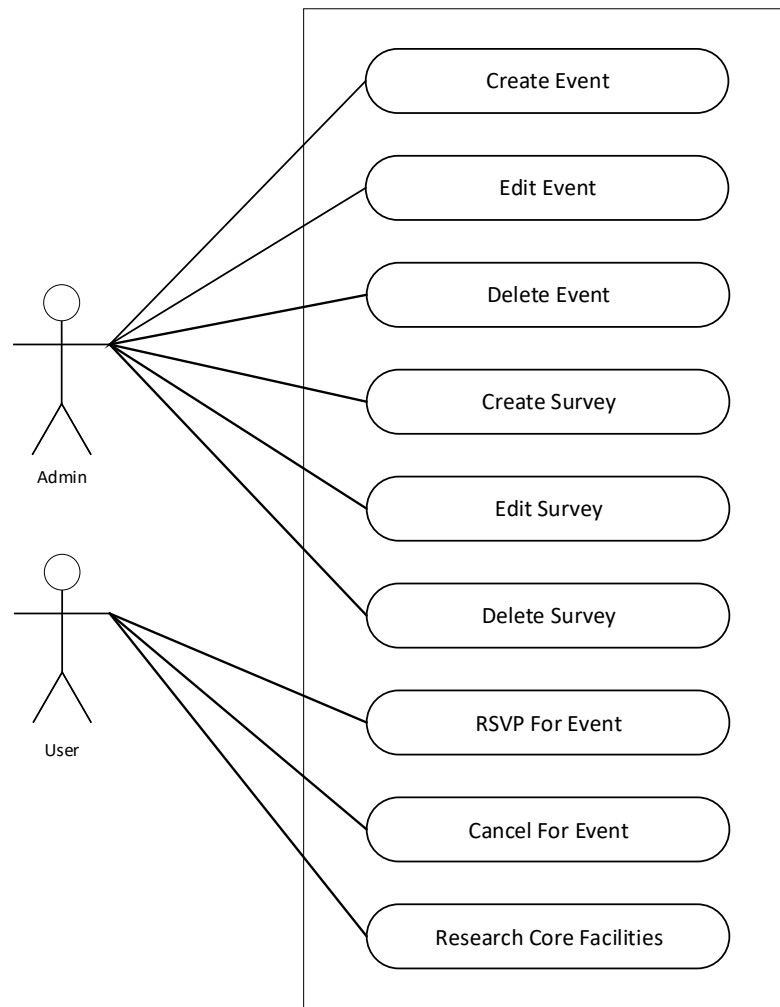 Create Event
Edit Event
Delete Event
Create Survey
Admin
Edit Survey
Delete Survey
RSVP For Event
User
Cancel For Event
Research Core Facilities